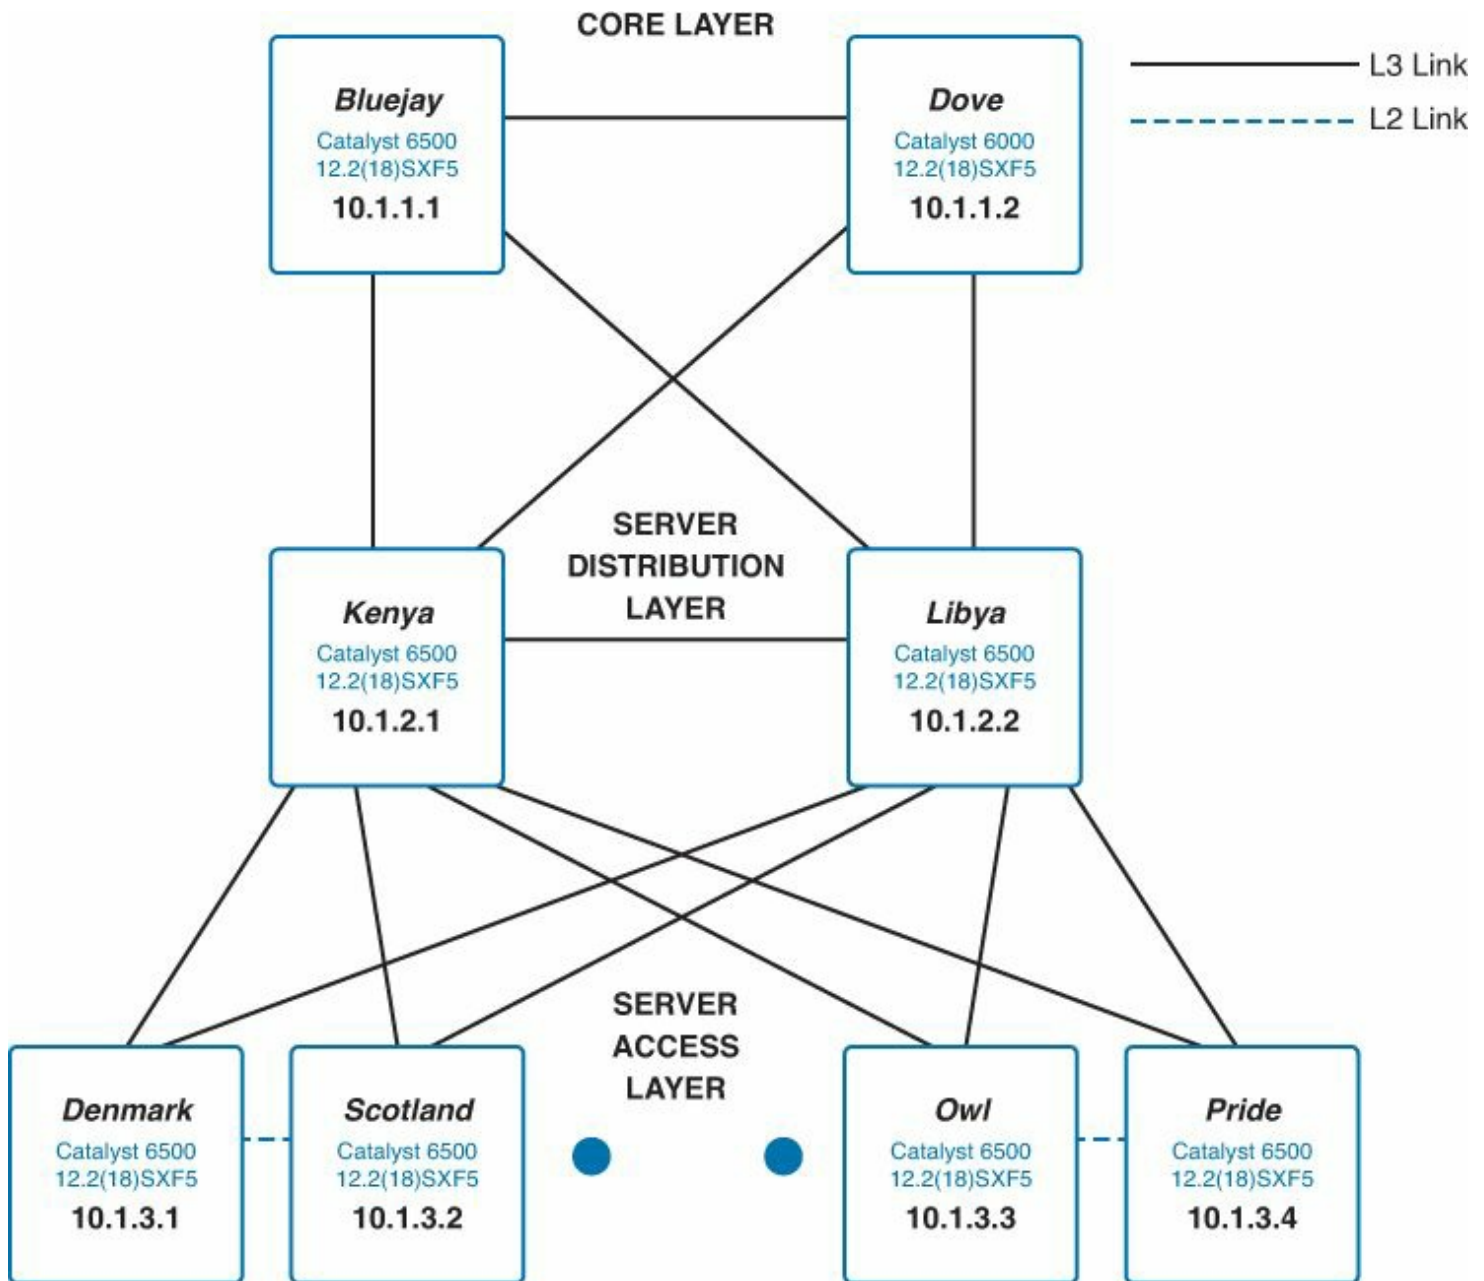 CORE LAYER
L3 Link
L2 Link
Bluejay
Catalyst 6500
12.2(18)SXF5
10.1.1.1
Dove
Catalyst 6000
12.2(18)SXF5
10.1.1.2
SERVER
DISTRIBUTION
LAYER
Kenya
Catalyst 6500
12.2(18)SXF5
10.1.2.1
Libya
Catalyst 6500
12.2(18)SXF5
10.1.2.2
SERVER
ACCESS
LAYER
Denmark
Catalyst 6500
12.2(18)SXF5
10.1.3.1
Scotland
Catalyst 6500
12.2(18)SXF5
10.1.3.2
Owl
Catalyst 6500
12.2(18)SXF5
10.1.3.3
Pride
Catalyst 6500
12.2(18)SXF5
10.1.3.4